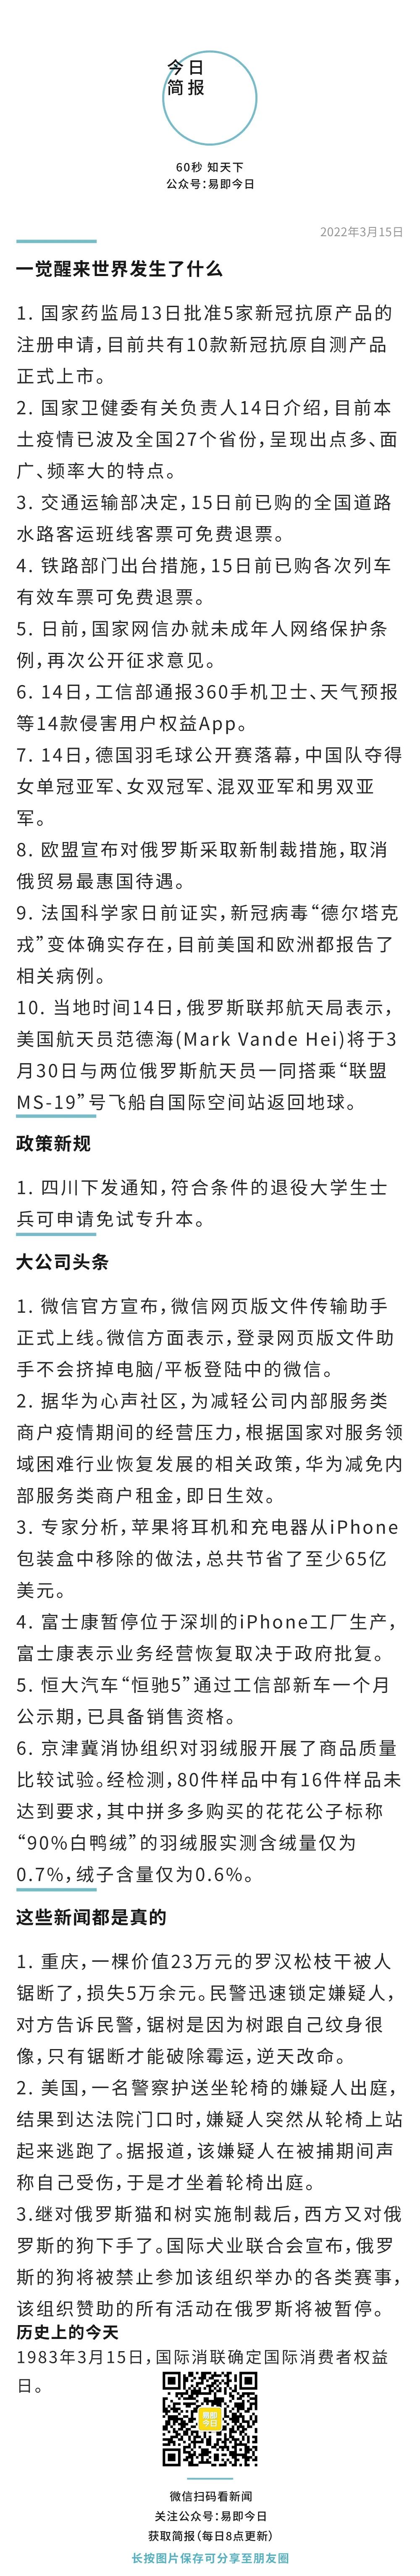 今日
简报
60秒 知天下
公众号:易即今日
2022年3月15日
一觉醒来世界发生了什么
1. 国家药监局13日批准5家新冠抗原产品的
注册申请,目前共有10款新冠抗原自测产品
正式上市。
2. 国家卫健委有关负责人14日介绍,目前本
土疫情已波及全国27个省份,呈现出点多、面
广、频率大的特点。
3. 交通运输部决定,15日前已购的全国道路
水路客运班线客票可免费退票。
4. 铁路部门出台措施,15日前已购各次列车
有效车票可免费退票。
5. 日前,国家网信办就未成年人网络保护条
例,再次公开征求意见。
6. 14日,工信部通报360手机卫士、天气预报
等14款侵害用户权益App。
7. 14日,德国羽毛球公开赛落幕,中国队夺得
女单冠亚军、女双冠军、混双亚军和男双亚
军。
8. 欧盟宣布对俄罗斯采取新制裁措施,取消
俄贸易最惠国待遇。
9. 法国科学家日前证实,新冠病毒“德尔塔克
戎”变体确实存在,目前美国和欧洲都报告了
相关病例。
10. 当地时间14日,俄罗斯联邦航天局表示,
美国航天员范德海(Mark Vande Hei)将于3
月30日与两位俄罗斯航天员一同搭乘“联盟
MS-19”号飞船自国际空间站返回地球。
政策新规
1. 四川下发通知,符合条件的退役大学生士
兵可申请免试专升本。
大公司头条
1. 微信官方宣布,微信网页版文件传输助手
正式上线。微信方面表示,登录网页版文件助
手不会挤掉电脑/平板登陆中的微信。
2. 据华为心声社区,为减轻公司内部服务类
商户疫情期间的经营压力,根据国家对服务领
域困难行业恢复发展的相关政策,华为减免内
部服务类商户租金,即日生效。
3. 专家分析,苹果将耳机和充电器从iPhone
包装盒中移除的做法,总共节省了至少65亿
美元。
4. 富士康暂停位于深圳的iPhone工厂生产,
富士康表示业务经营恢复取决于政府批复。
5. 恒大汽车“恒驰5”通过工信部新车一个月
公示期,已具备销售资格。
6. 京津冀消协组织对羽绒服开展了商品质量
比较试验。经检测,80件样品中有16件样品未
达到要求,其中拼多多购买的花花公子标称
“90%白鸭绒”的羽绒服实测含绒量仅为
0.7%,绒子含量仅为0.6%。
这些新闻都是真的
1. 重庆,一棵价值23万元的罗汉松枝干被人
锯断了,损失5万余元。民警迅速锁定嫌疑人,
对方告诉民警,锯树是因为树跟自己纹身很
像,只有锯断才能破除霉运,逆天改命。
2. 美国,一名警察护送坐轮椅的嫌疑人出庭,
结果到达法院门口时,嫌疑人突然从轮椅上站
起来逃跑了。据报道,该嫌疑人在被捕期间声
称自己受伤,于是才坐着轮椅出庭。
3.继对俄罗斯猫和树实施制裁后,西方又对俄
罗斯的狗下手了。国际犬业联合会宣布,俄罗
斯的狗将被禁止参加该组织举办的各类赛事,
该组织赞助的所有活动在俄罗斯将被暂停。
历史上的今天
1983年3月15日,国际消联确定国际消费者权益
日。
易即
今日
微信扫码看新闻
关注公众号:易即今日
获取简报(每日8点更新)
长按图片保存可分享至朋友圈